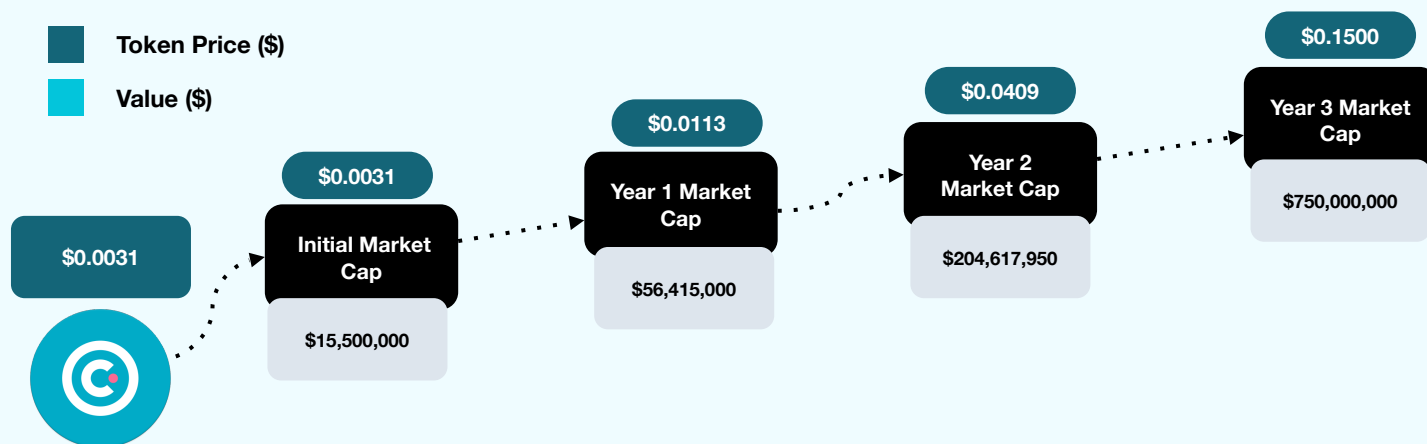 Token Price ($)
Value ($)
$0.0031
$0.0031
Initial Market
Cap
$15,500,000
$0.0113
Year 1 Market
Cap
$56,415,000
$0.0409
Year 2
Market Cap
$204,617,950
$0.1500
Year 3 Market
Cap
$750,000,000